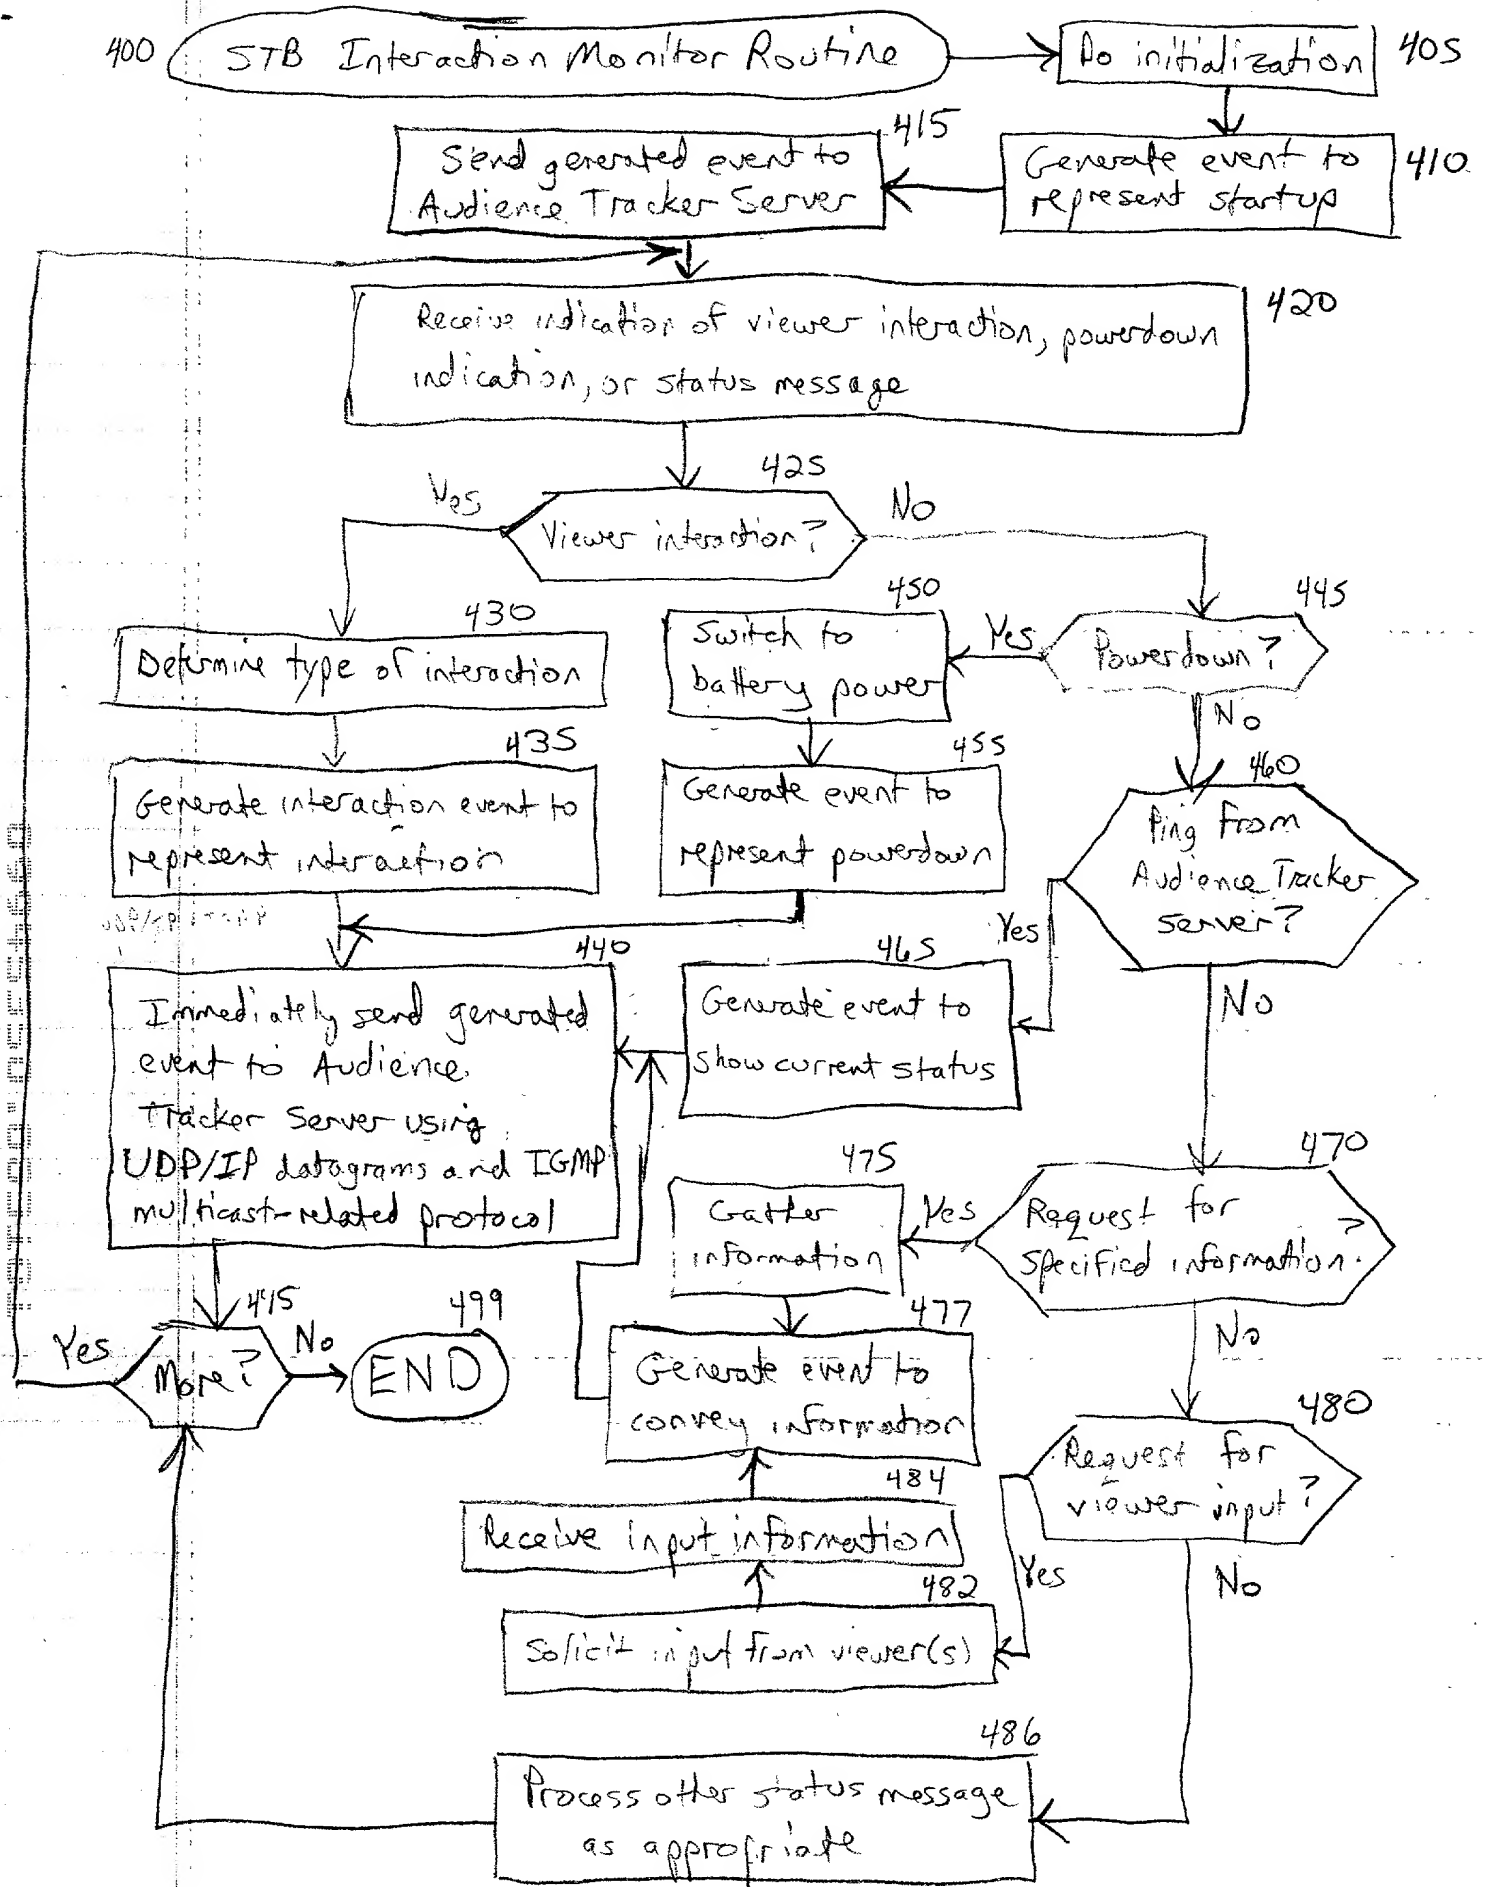 400 STB Interaction Monitor Routine
Do initialization 405
415
Send generated event to
Audience Tracker Server
Generate event to
represent startup
410
420
Receive indication of viewer interaction, powerdown
indication, or status message
425
Yes
Viewer interaction?
No
430
Determine type of interaction
435
Generate interaction event to
represent interaction
445
Powerdown?
Yes
450
Switch to
battery power
455
Generate event to
represent powerdown
No
460
Ping from
Audience Tracker
server?
Yes
465
Generate event to
show current status
440
Immediately send generated
event to Audience
Tracker Server using
UDP/IP datagrams and IGMP
multicast-related protocol
No
470
Request for
specified information?
Yes
475
Gather
information
477
Generate event to
convey information
No
480
Request for
viewer input?
Yes
482
Solicit input from viewer(s)
484
Receive input information
No
486
Process other status message
as appropriate
495
More?
Yes
No
499
END